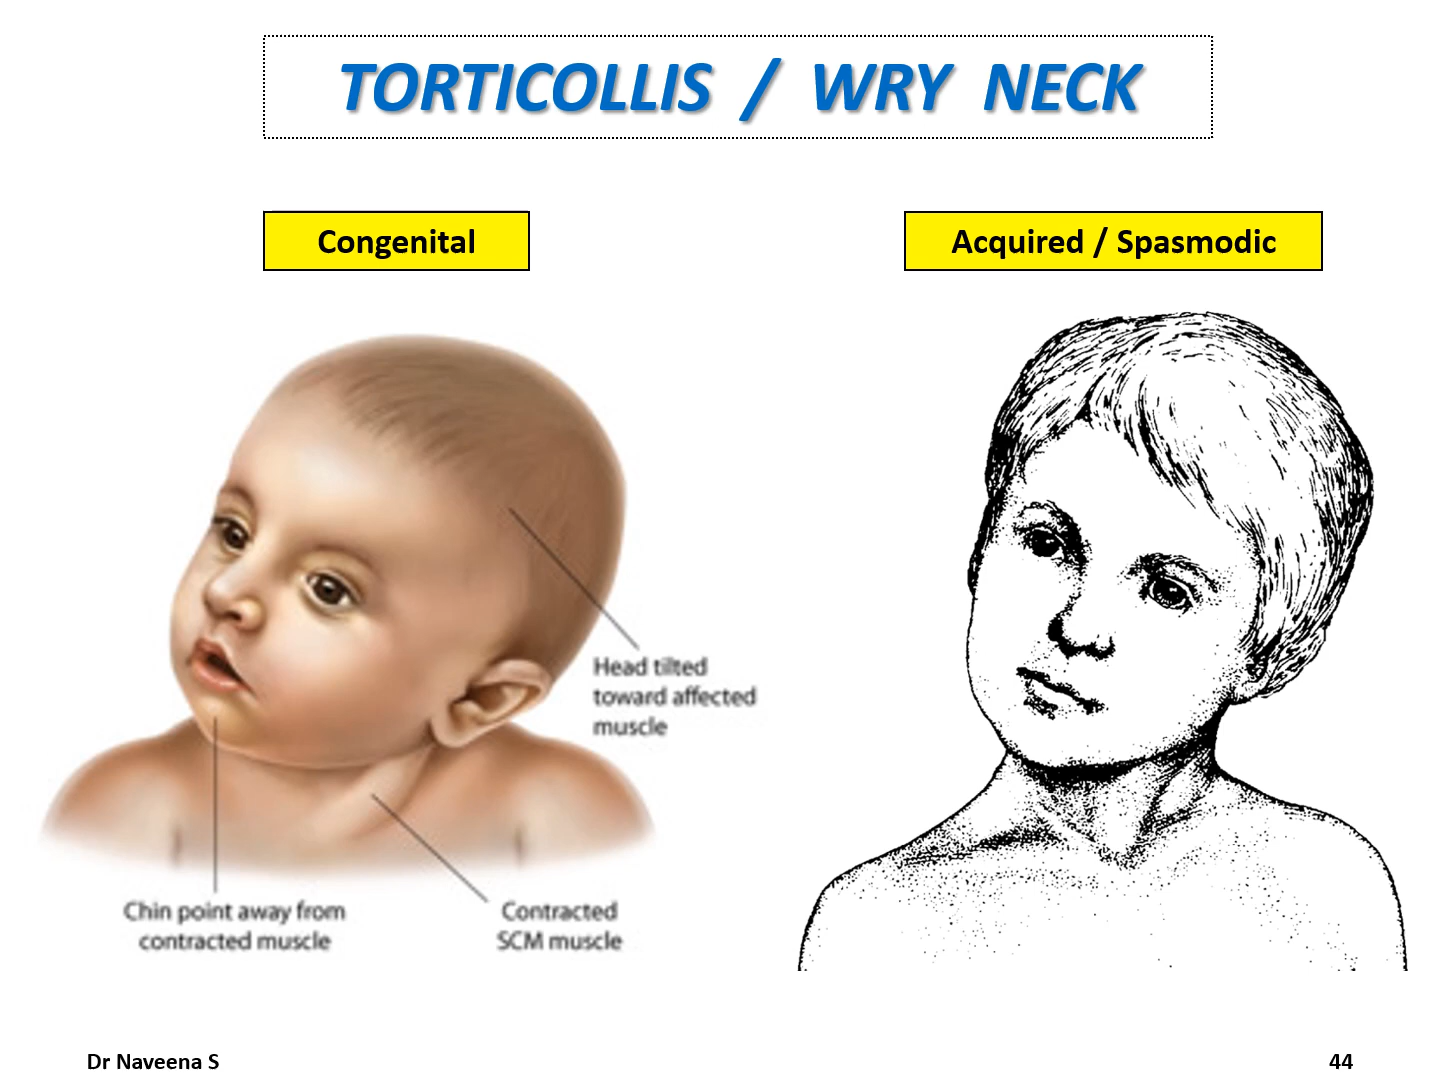 TORTICOLLIS / WRY NECK
Congenital
Acquired / Spasmodic
Head tilted
toward affected
muscle
Chin point away from
contracted muscle
Contracted
SCM muscle
Dr Naveena S
44